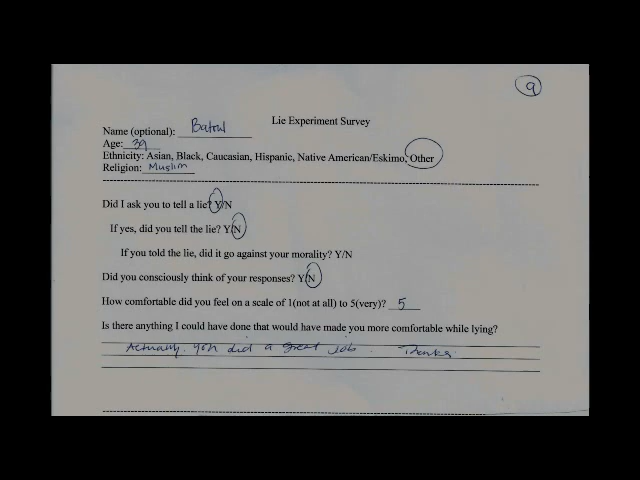 9
Lie Experiment Survey
Name (optional): Batul
Age: 39
Ethnicity: Asian, Black, Caucasian, Hispanic, Native American/Eskimo, Other
Religion: Muslim
Did I ask you to tell a lie? Y/N
If yes, did you tell the lie? Y/N
If you told the lie, did it go against your morality? Y/N
Did you consciously think of your responses? Y/N
How comfortable did you feel on a scale of 1(not at all) to 5(very)? 5
Is there anything I could have done that would have made you more comfortable while lying?
Actually. you did a great job. Thanks.